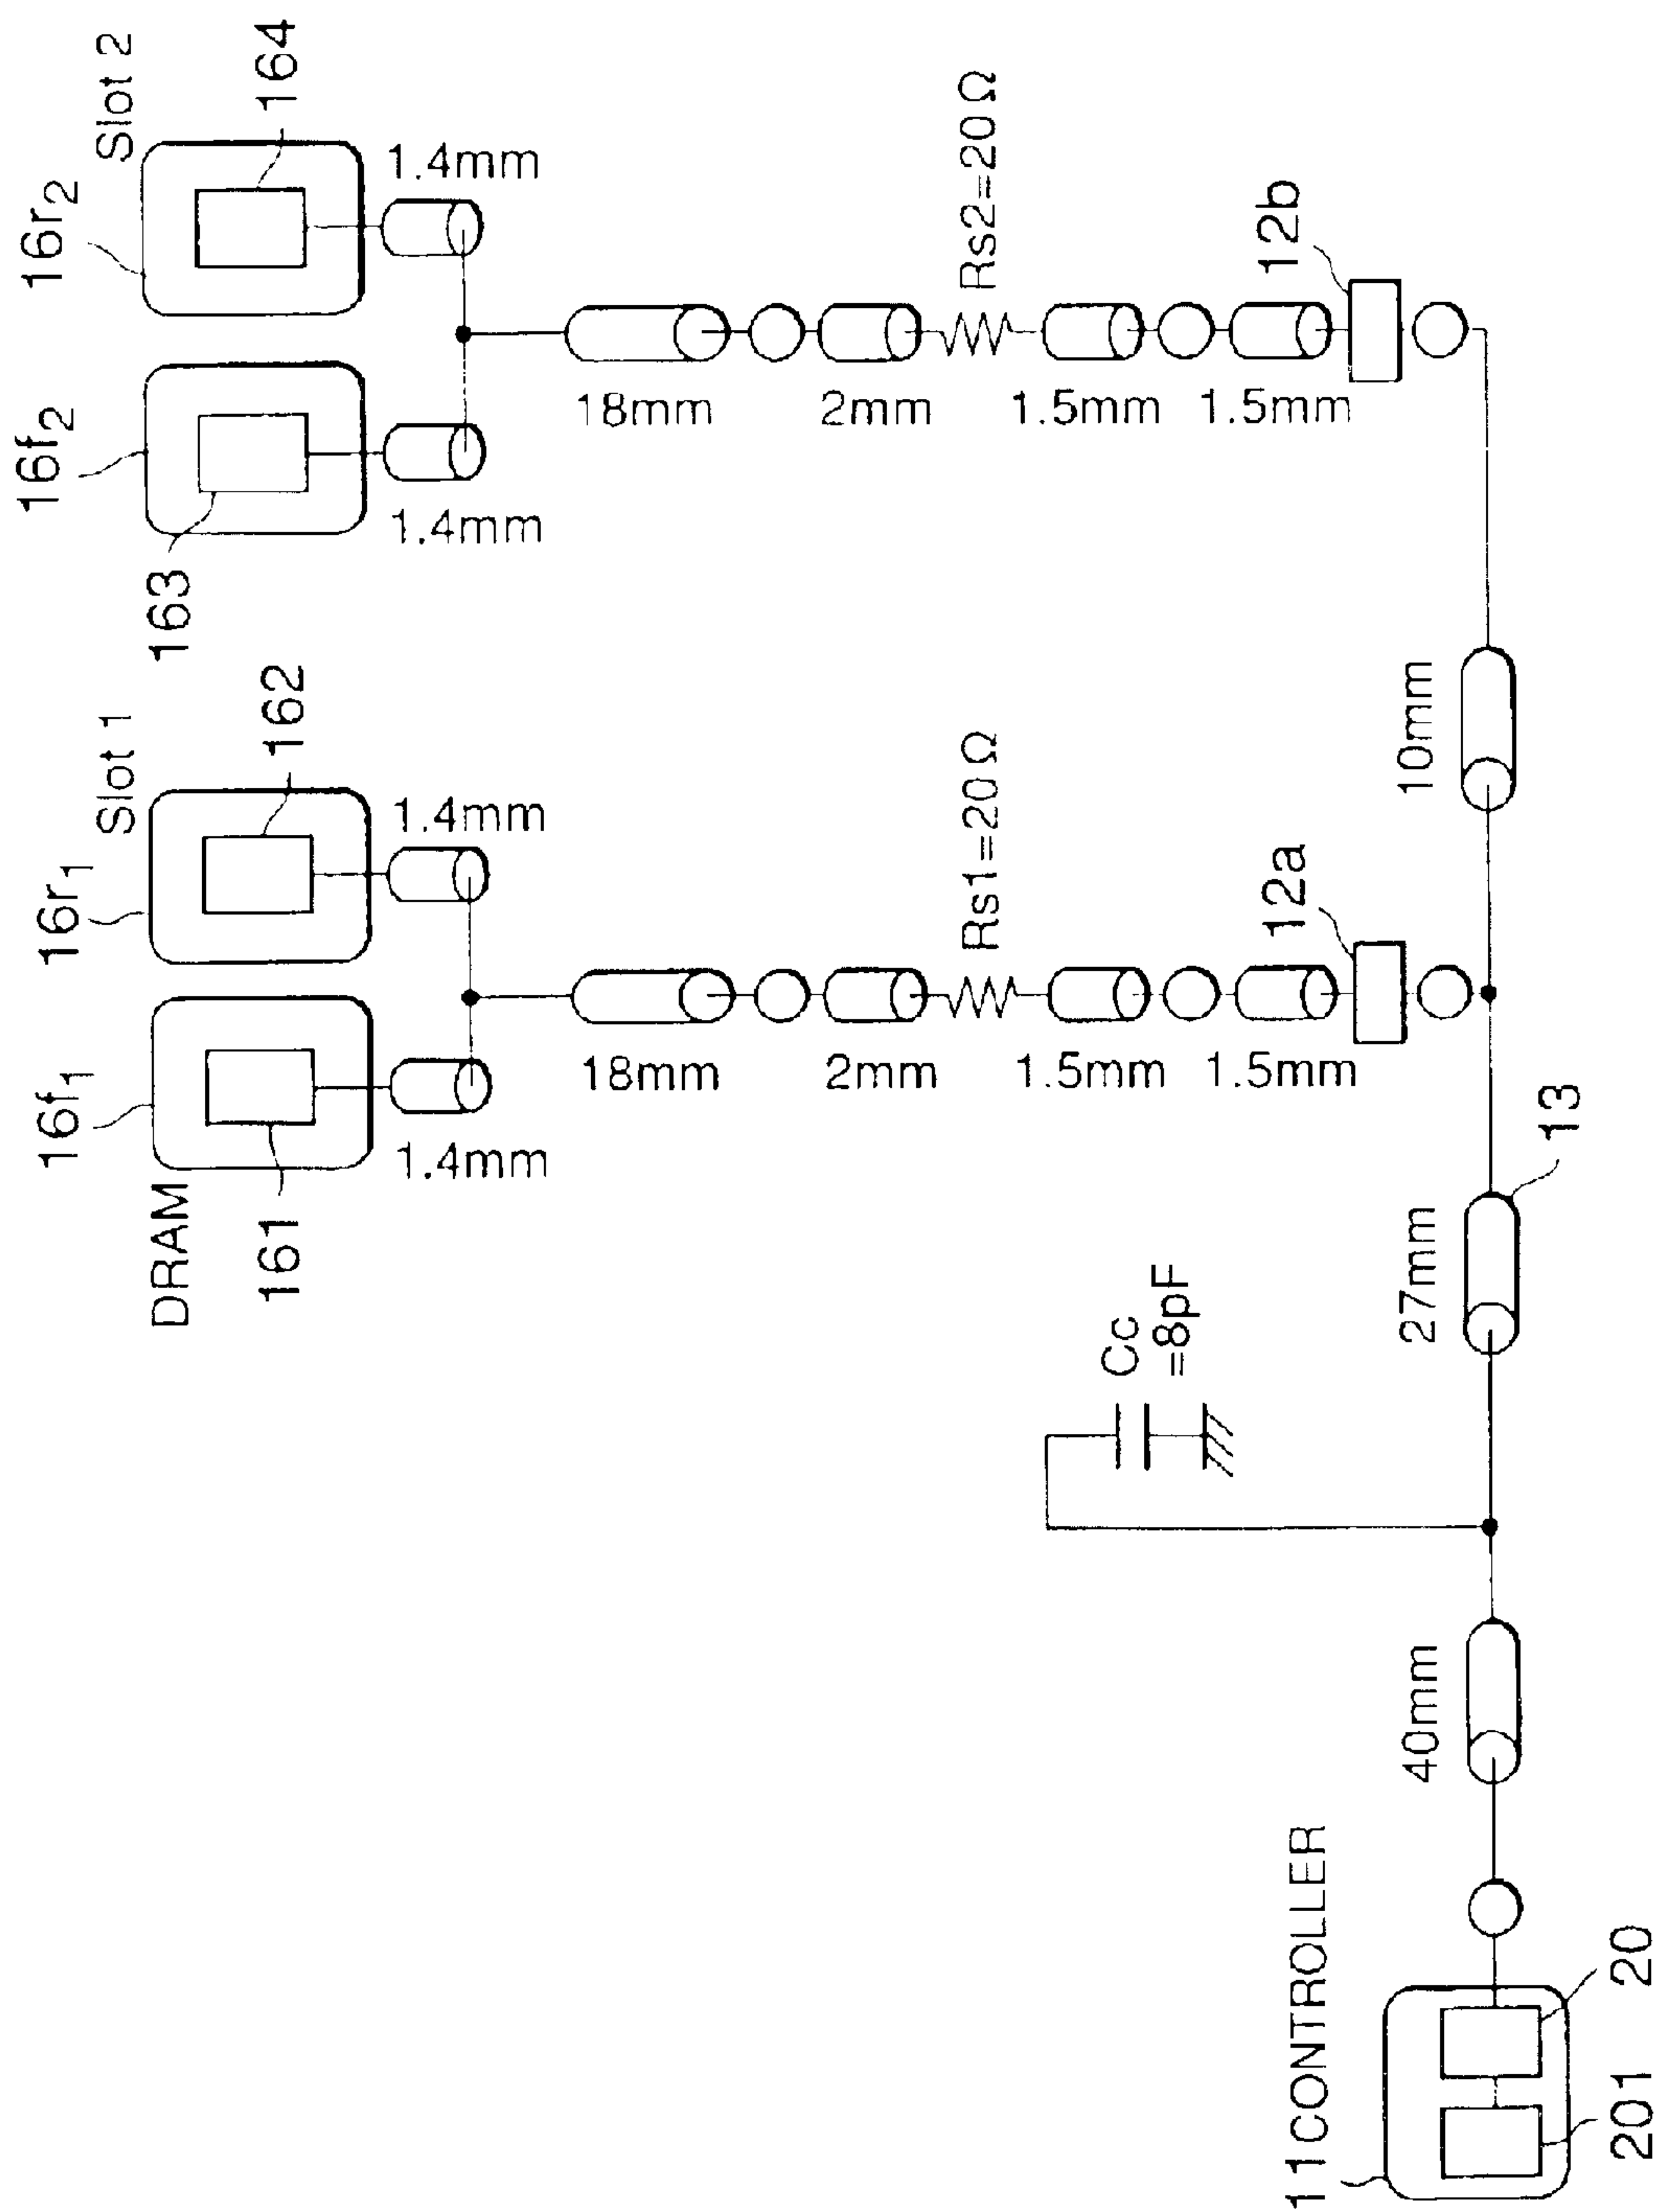 11 CONTROLLER
201
20
40mm
Cc
=8pF
27mm
13
DRAM
16f1
161
1.4mm
16r1
Slot 1
162
1.4mm
18mm
2mm
Rs1=20Ω
1.5mm
1.5mm
12a
10mm
16f2
163
1.4mm
16r2
Slot 2
164
1.4mm
18mm
2mm
Rs2=20Ω
1.5mm
1.5mm
12b